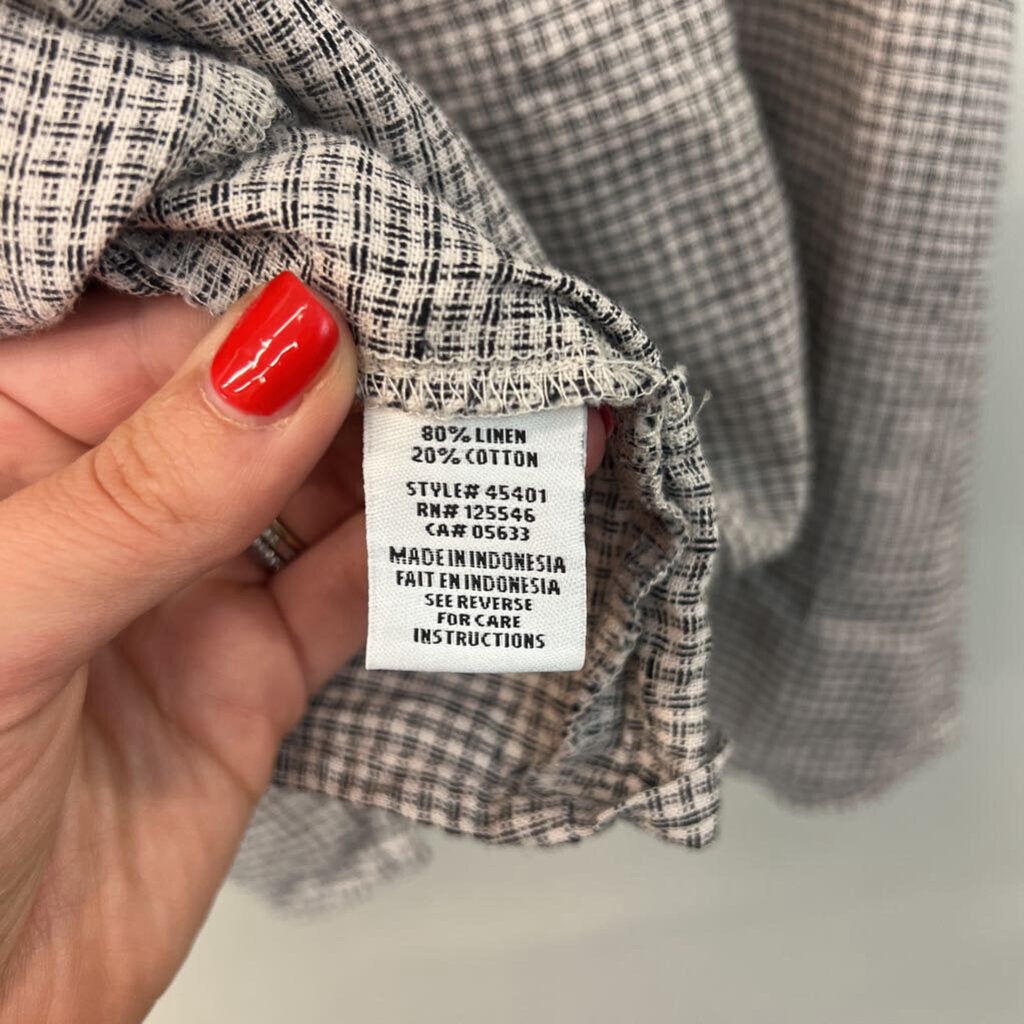 80% LINEN
20% COTTON
STYLE# 45401
RN# 125546
CA# 05633
MADE IN INDONESIA
FAIT EN INDONESIA
SEE REVERSE
FOR CARE
INSTRUCTIONS